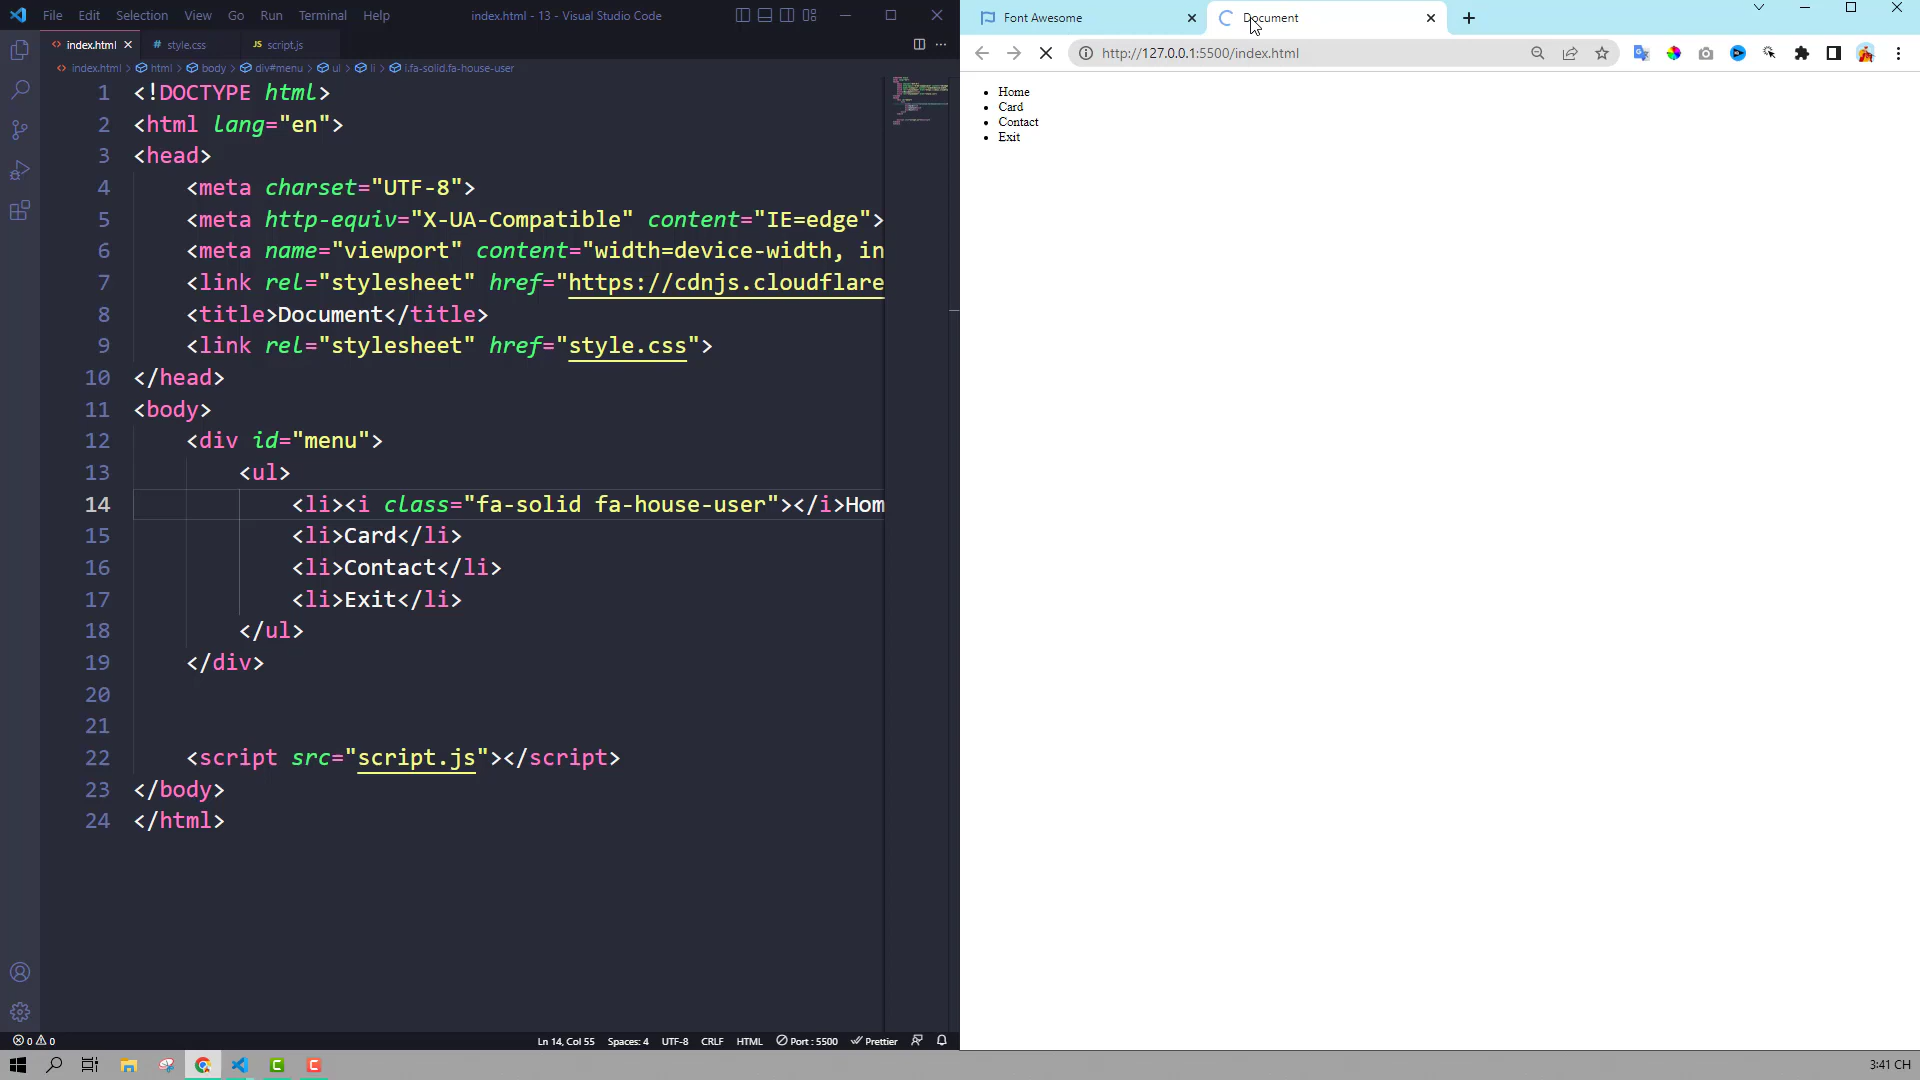 File Edit Selection View Go Run Terminal Help
index.html - 13 - Visual Studio Code
index.html
# style.css
JS script.js
index.html > html > body > div#menu > ul > li > i.fa-solid.fa-house-user
1 <!DOCTYPE html>
2 <html lang="en">
3 <head>
4 <meta charset="UTF-8">
5 <meta http-equiv="X-UA-Compatible" content="IE=edge">
6 <meta name="viewport" content="width=device-width, in
7 <link rel="stylesheet" href="https://cdnjs.cloudflare
8 <title>Document</title>
9 <link rel="stylesheet" href="style.css">
10 </head>
11 <body>
12 <div id="menu">
13 <ul>
14 <li><i class="fa-solid fa-house-user"></i>Hom
15 <li>Card</li>
16 <li>Contact</li>
17 <li>Exit</li>
18 </ul>
19 </div>
20
21
22 <script src="script.js"></script>
23 </body>
24 </html>
0 0
Ln 14, Col 55 Spaces: 4 UTF-8 CRLF HTML Port : 5500 Prettier
Font Awesome
Document
http://127.0.0.1:5500/index.html
• Home
• Card
• Contact
• Exit
3:41 CH